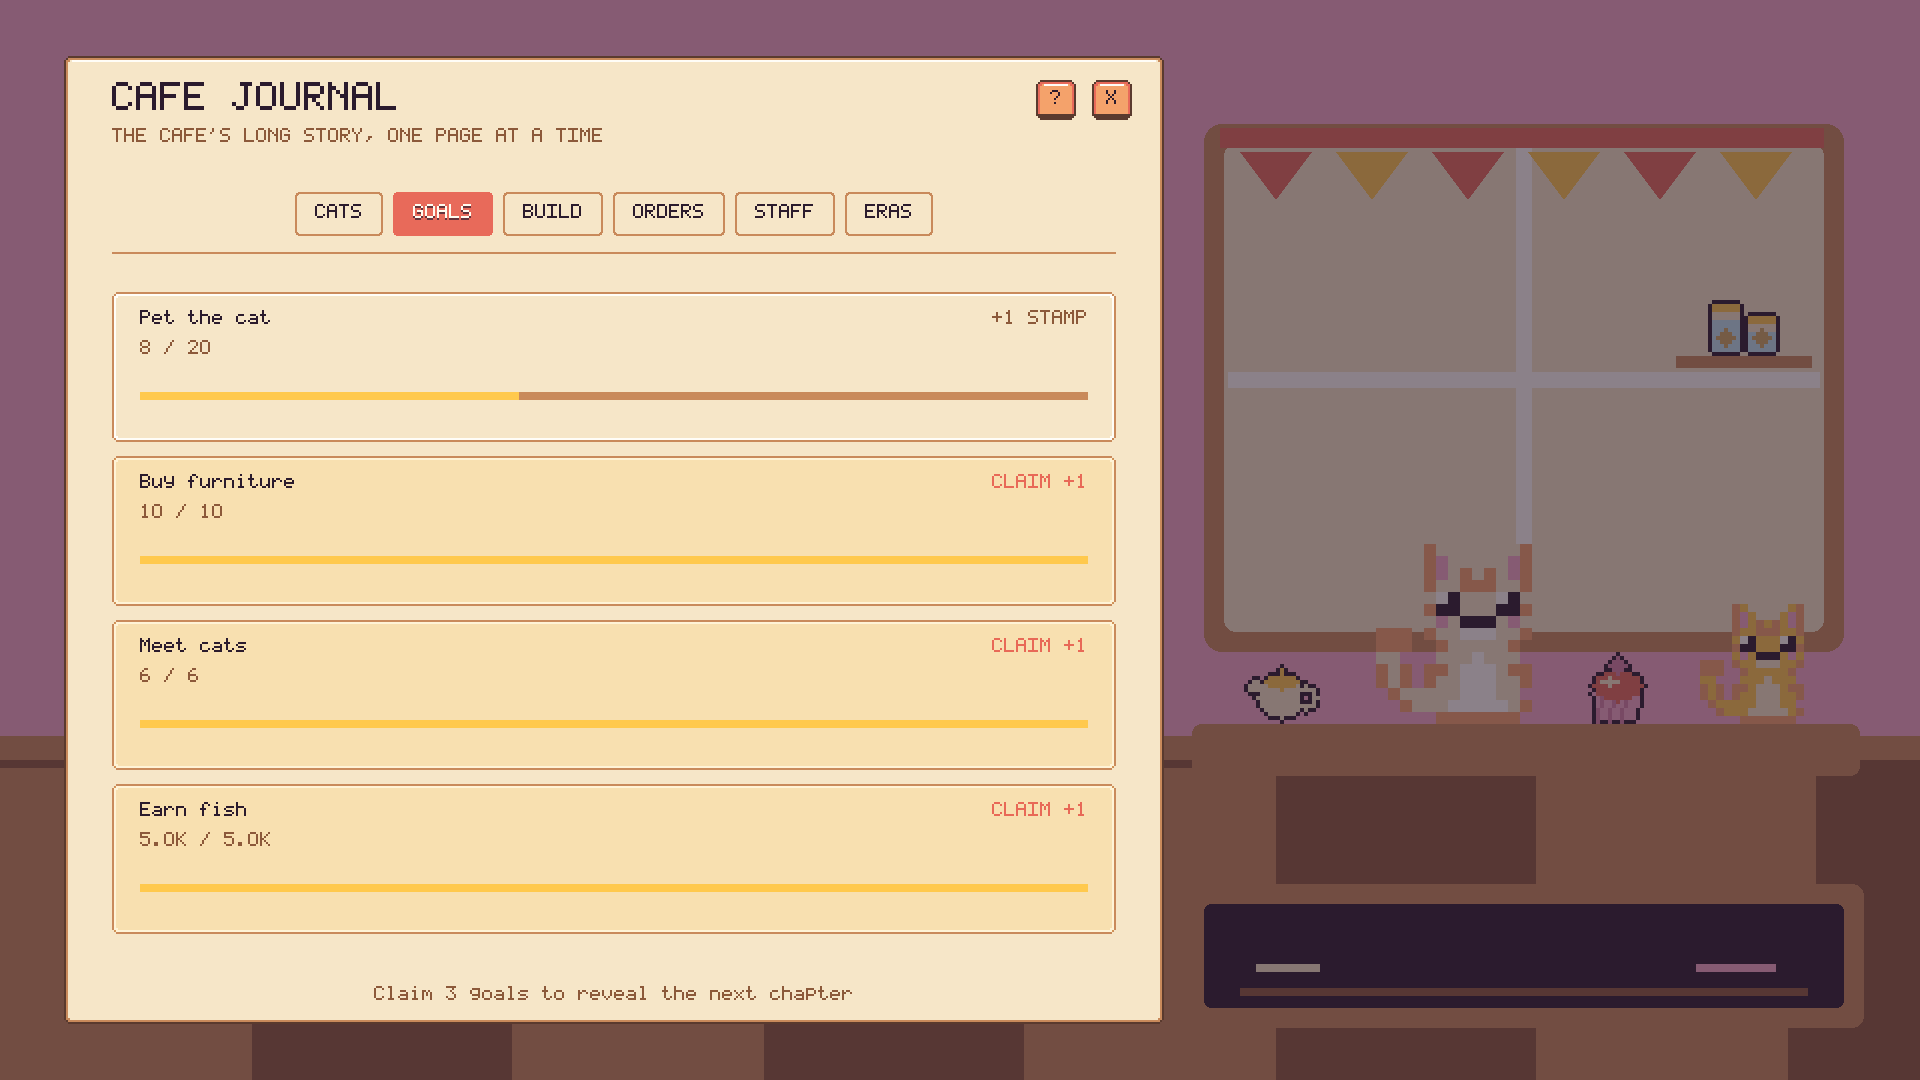 CAFE JOURNAL
? X
THE CAFE'S LONG STORY, ONE PAGE AT A TIME
CATS GOALS BUILD ORDERS STAFF ERAS
Pet the cat +1 STAMP
8 / 20
Buy furniture CLAIM +1
10 / 10
Meet cats CLAIM +1
6 / 6
Earn fish CLAIM +1
5.0K / 5.0K
Claim 3 goals to reveal the next chapter